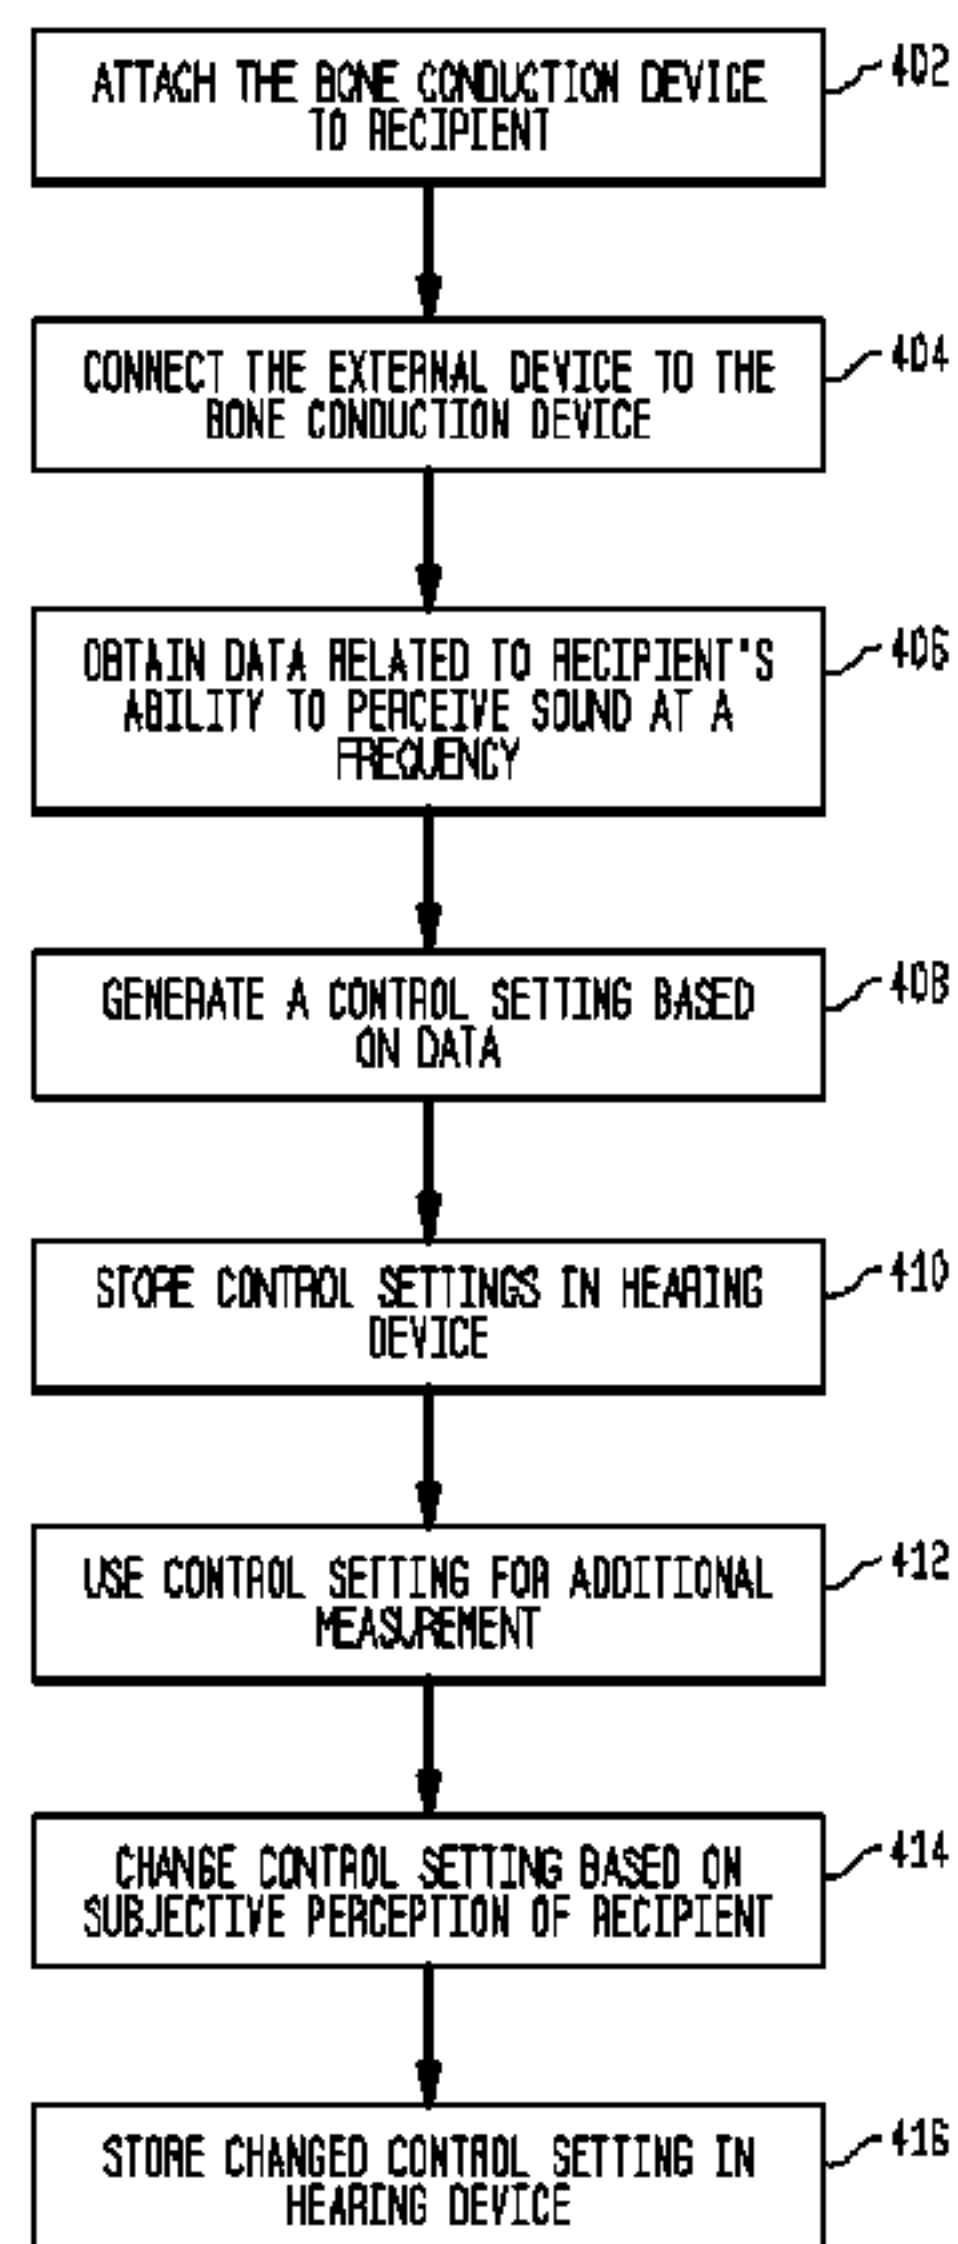 ATTACH THE BONE CONDUCTION DEVICE
TO RECIPIENT
402
CONNECT THE EXTERNAL DEVICE TO THE
BONE CONDUCTION DEVICE
404
OBTAIN DATA RELATED TO RECIPIENT'S
ABILITY TO PERCEIVE SOUND AT A
FREQUENCY
406
GENERATE A CONTROL SETTING BASED
ON DATA
408
STORE CONTROL SETTINGS IN HEARING
DEVICE
410
USE CONTROL SETTING FOR ADDITIONAL
MEASUREMENT
412
CHANGE CONTROL SETTING BASED ON
SUBJECTIVE PERCEPTION OF RECIPIENT
414
STORE CHANGED CONTROL SETTING IN
HEARING DEVICE
416